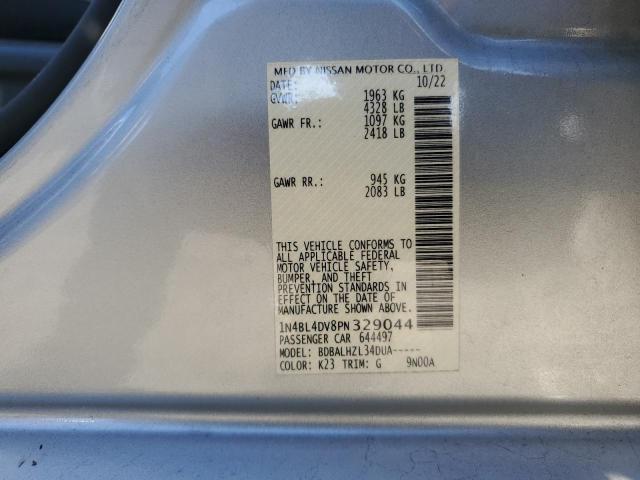 MFD BY NISSAN MOTOR CO., LTD
DATE: 10/22
GVWR: 1963 KG
4328 LB
GAWR FR.: 1097 KG
2418 LB
GAWR RR.: 945 KG
2083 LB
THIS VEHICLE CONFORMS TO
ALL APPLICABLE FEDERAL
MOTOR VEHICLE SAFETY,
BUMPER, AND THEFT
PREVENTION STANDARDS IN
EFFECT ON THE DATE OF
MANUFACTURE SHOWN ABOVE.
1N4BL4DV8PN329044
PASSENGER CAR 644497
MODEL: BDBALHZL34DUA-----
COLOR: K23 TRIM: G 9N00A